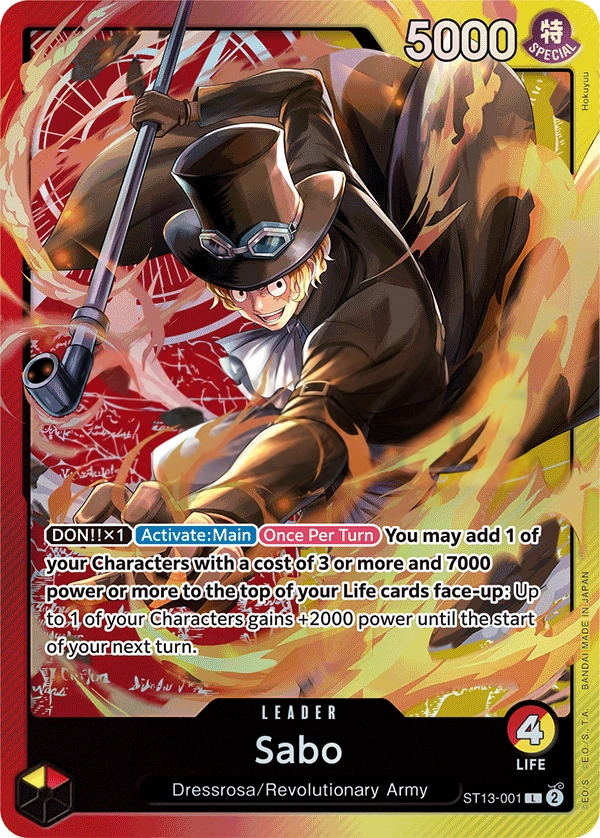 5000
特
SPECIAL
Hokuyuu
DON!!×1 Activate:Main Once Per Turn You may add 1 of
your Characters with a cost of 3 or more and 7000
power or more to the top of your Life cards face-up: Up
to 1 of your Characters gains +2000 power until the start
of your next turn.
LEADER
Sabo
4
LIFE
Dressrosa/Revolutionary Army
ST13-001 L 2
©E.O/S ©E.O./S.,T.A. BANDAI MADE IN JAPAN